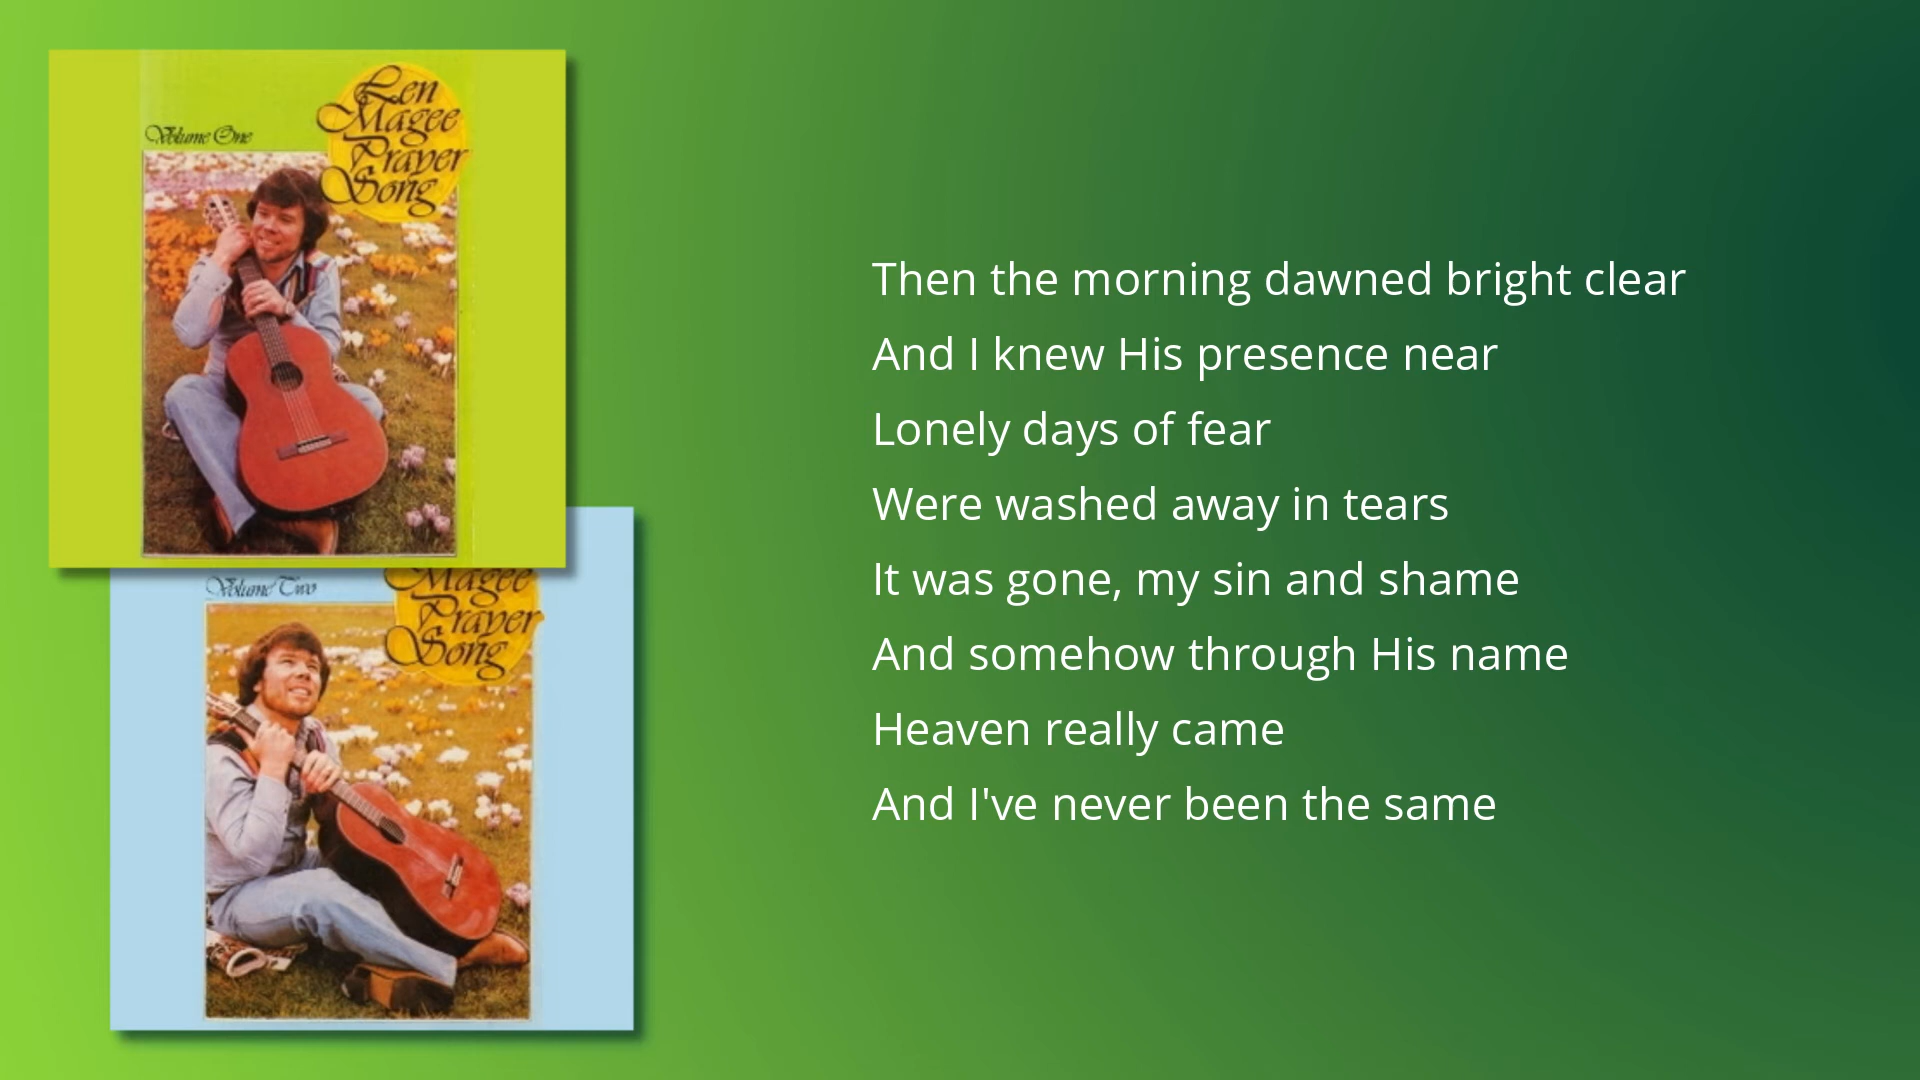 Volume One
Len
Magee
Prayer
Song
Volume Two
Magee
Prayer
Song
Then the morning dawned bright clear
And I knew His presence near
Lonely days of fear
Were washed away in tears
It was gone, my sin and shame
And somehow through His name
Heaven really came
And I've never been the same